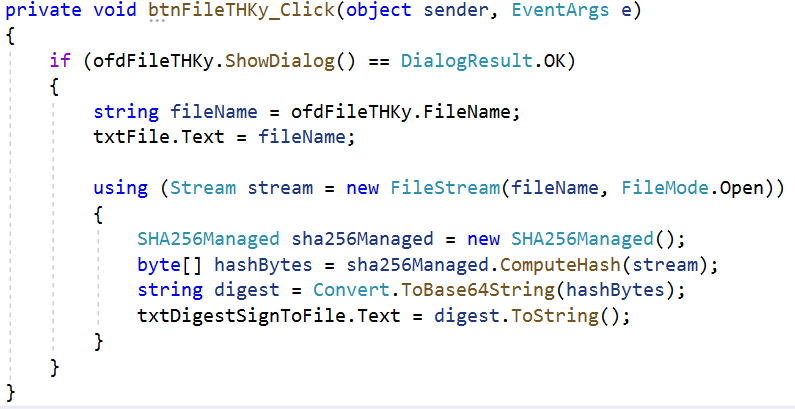 private void btnFileTHKy_Click(object sender, EventArgs e)
{
    if (ofdFileTHKy.ShowDialog() == DialogResult.OK)
    {
        string fileName = ofdFileTHKy.FileName;
        txtFile.Text = fileName;

        using (Stream stream = new FileStream(fileName, FileMode.Open))
        {
            SHA256Managed sha256Managed = new SHA256Managed();
            byte[] hashBytes = sha256Managed.ComputeHash(stream);
            string digest = Convert.ToBase64String(hashBytes);
            txtDigestSignToFile.Text = digest.ToString();
        }
    }
}